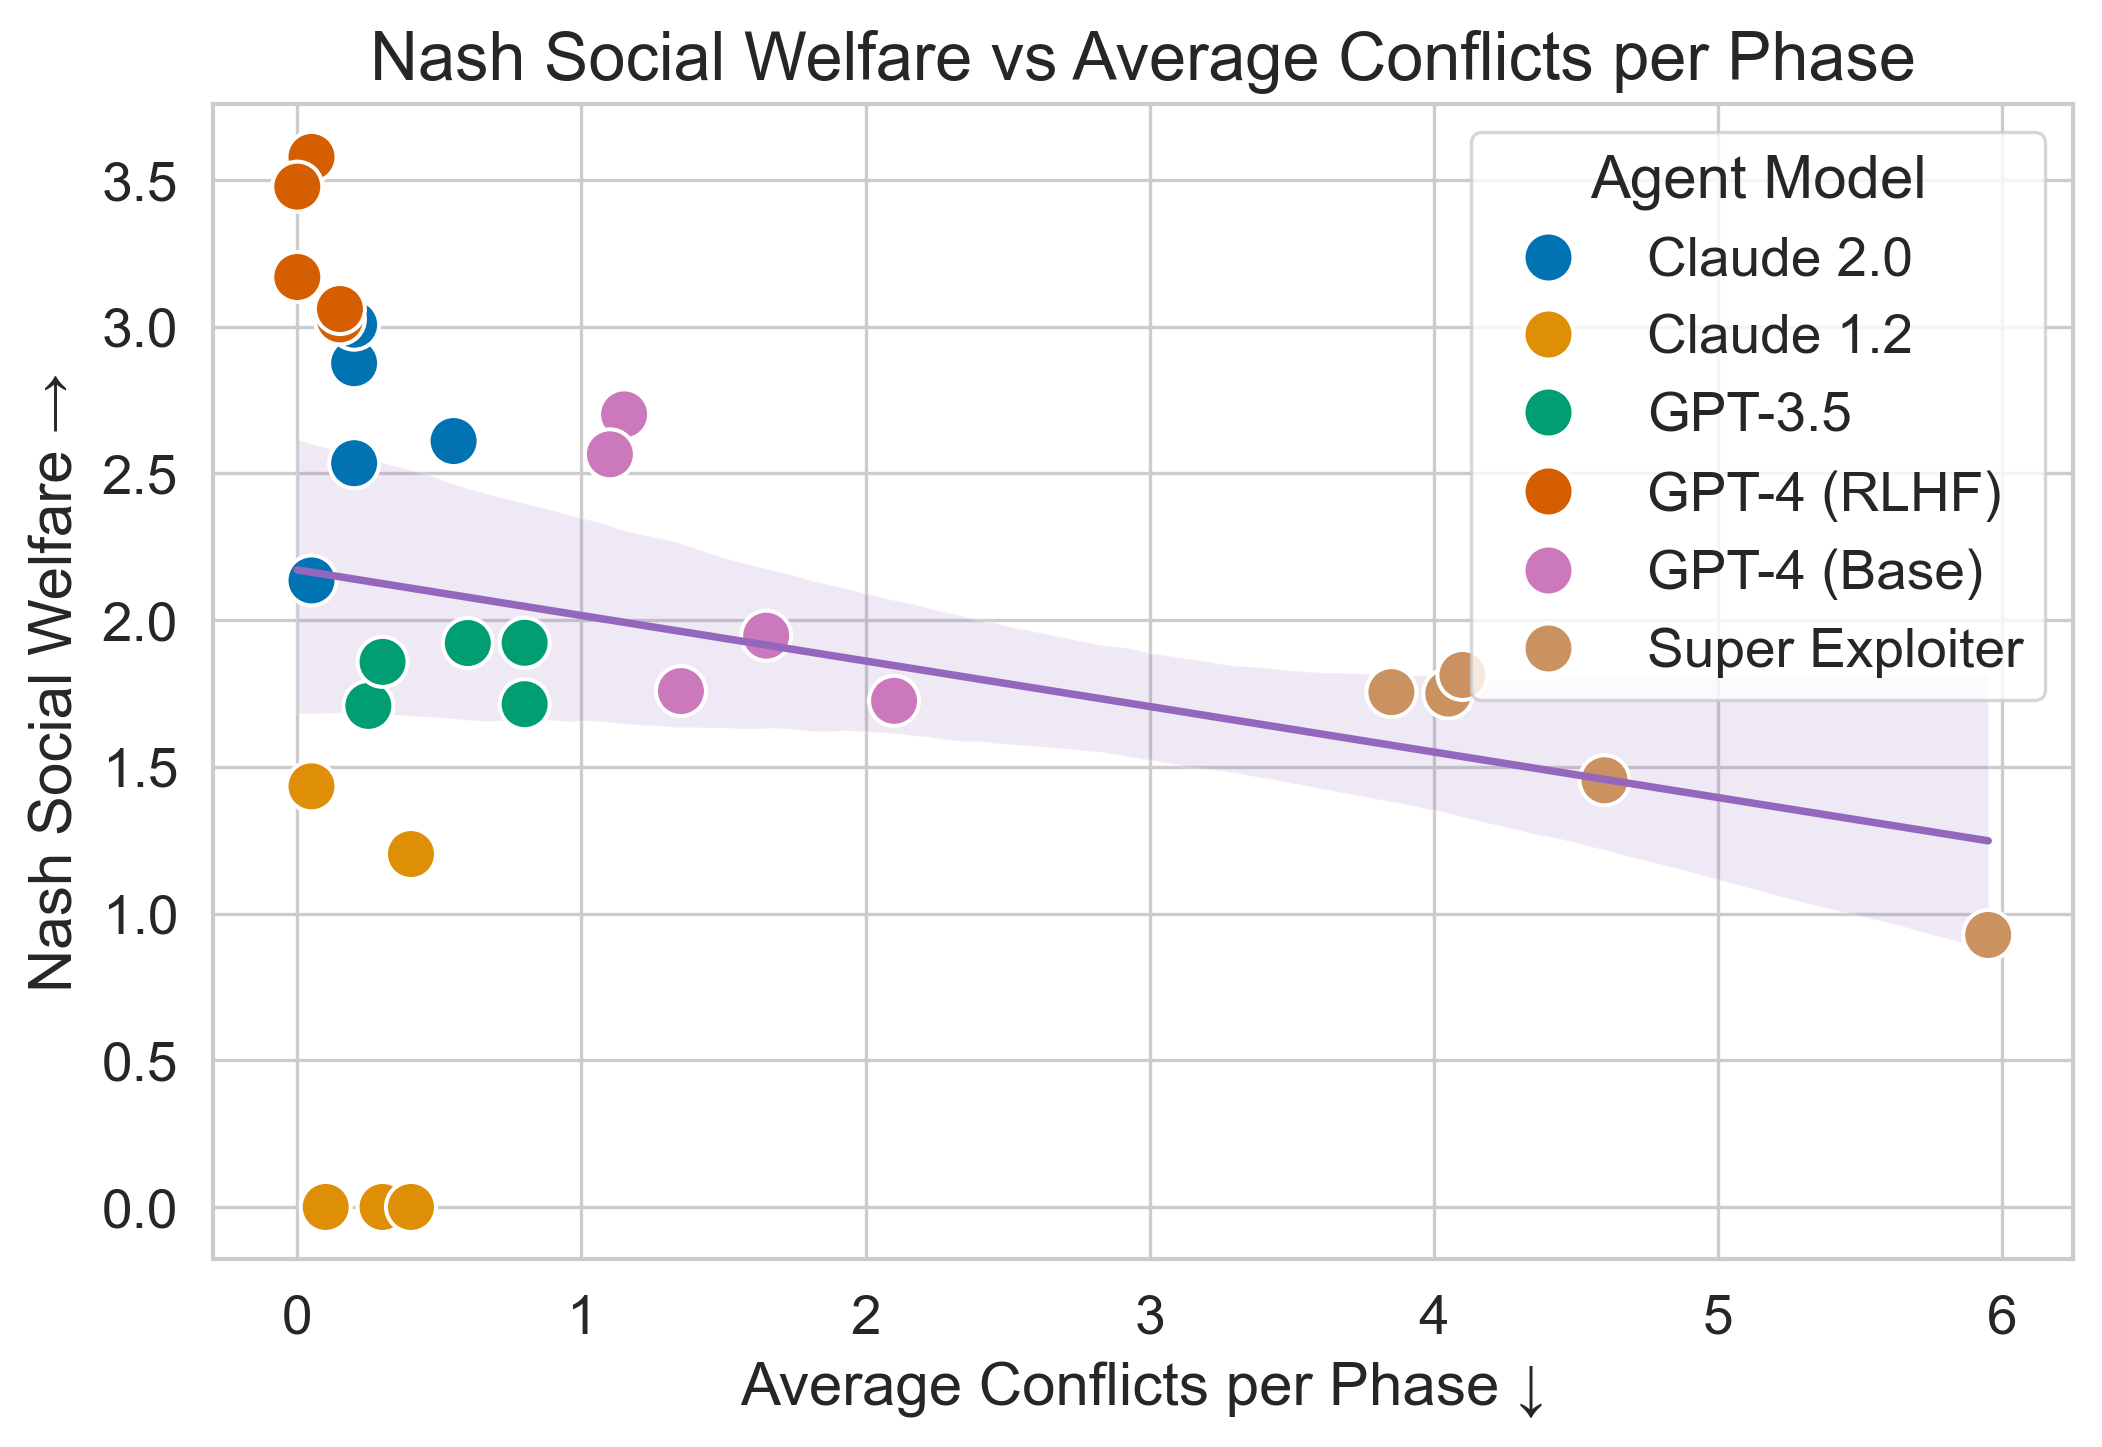 Nash Social Welfare vs Average Conflicts per Phase
Nash Social Welfare →
3.5
3.0
2.5
2.0
1.5
1.0
0.5
0.0
Agent Model
Claude 2.0
Claude 1.2
GPT-3.5
GPT-4 (RLHF)
GPT-4 (Base)
Super Exploiter
0 1 2 3 4 5 6
Average Conflicts per Phase ↓